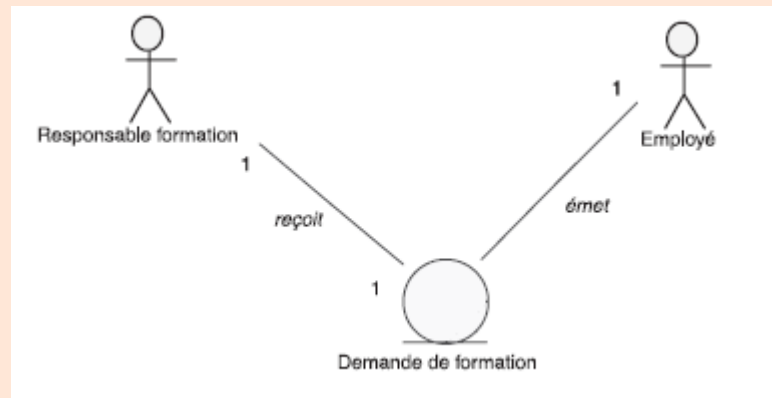 1
Responsable formation
Employé
1
reçoit
émet
1
Demande de formation